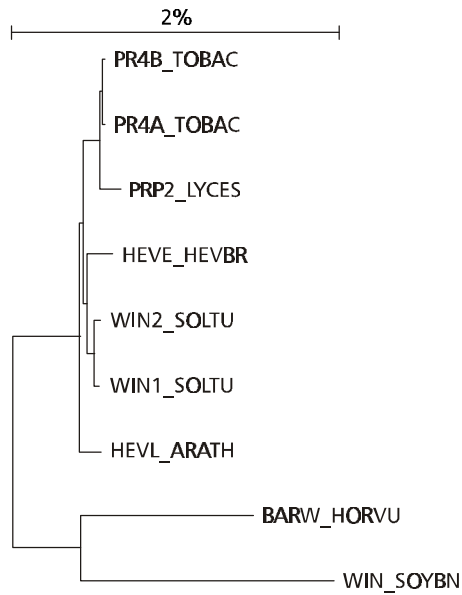 2%
PR4B_TOBAC
PR4A_TOBAC
PRP2_LYCES
HEVE_HEVBR
WIN2_SOLTU
WIN1_SOLTU
HEVL_ARATH
BARW_HORVU
WIN_SOYBN